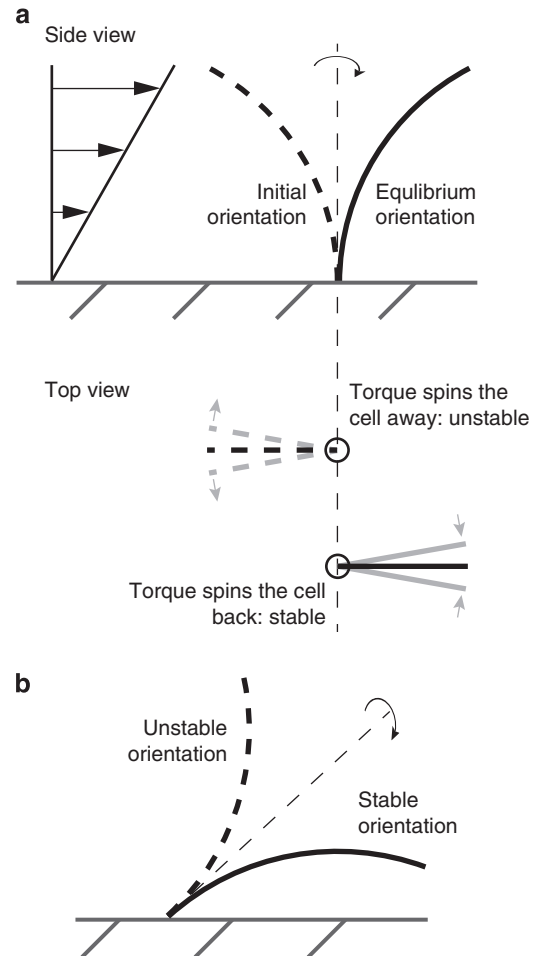 a
Side view
Initial
orientation
Equlibrium
orientation
Top view
Torque spins the
cell away: unstable
Torque spins the cell
back: stable
b
Unstable
orientation
Stable
orientation